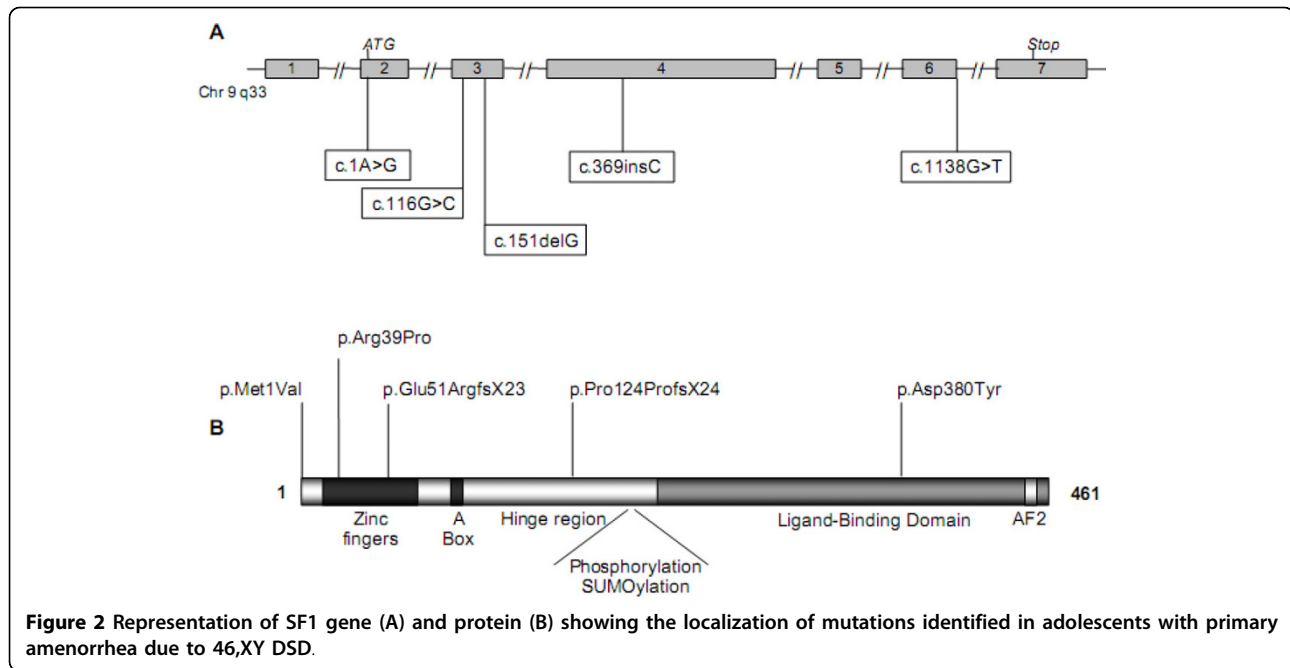 A
ATG
Stop
1 // 2 // 3 // 4 // 5 // 6 // 7
Chr 9 q33
c.1A>G
c.369insC
c.1138G>T
c.116G>C
c.151delG
p.Arg39Pro
p.Met1Val
p.Glu51ArgfsX23
p.Pro124ProfsX24
p.Asp380Tyr
B
1
461
Zinc
fingers
A
Box
Hinge region
Ligand-Binding Domain
AF2
Phosphorylation
SUMOylation
Figure 2 Representation of SF1 gene (A) and protein (B) showing the localization of mutations identified in adolescents with primary
amenorrhea due to 46,XY DSD.